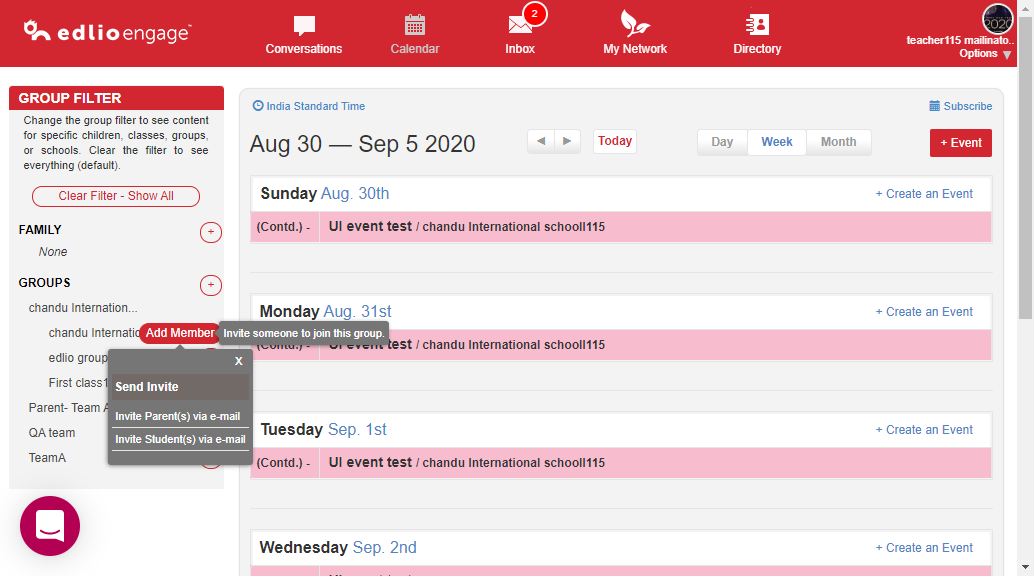 edlio engage™
Conversations
Calendar
2
Inbox
My Network
Directory
2020
teacher115 mailinato..
Options ▼
GROUP FILTER
Change the group filter to see content
for specific children, classes, groups,
or schools. Clear the filter to see
everything (default).
Clear Filter - Show All
FAMILY
+
None
GROUPS
+
chandu Internation...
chandu Internatio
Add Member
Invite someone to join this group.
edlio group
First class1
Parent- Team A
QA team
TeamA
X
Send Invite
Invite Parent(s) via e-mail
Invite Student(s) via e-mail
India Standard Time
Subscribe
Aug 30 — Sep 5 2020
◀ ▶
Today
Day
Week
Month
+ Event
Sunday Aug. 30th
+ Create an Event
(Contd.) -
UI event test / chandu International schooll115
Monday Aug. 31st
+ Create an Event
(Contd.) -
event test / chandu International schooll115
Tuesday Sep. 1st
+ Create an Event
(Contd.) -
UI event test / chandu International schooll115
Wednesday Sep. 2nd
+ Create an Event